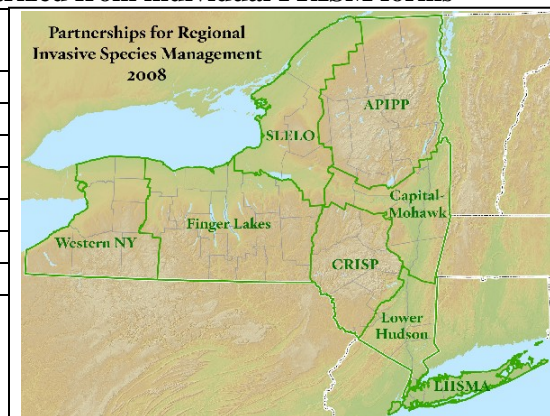 Partnerships for Regional
Invasive Species Management
2008
APIPP
SLELO
Capital-
Mohawk
Finger Lakes
Western NY
CRISP
Lower
Hudson
LIISMA